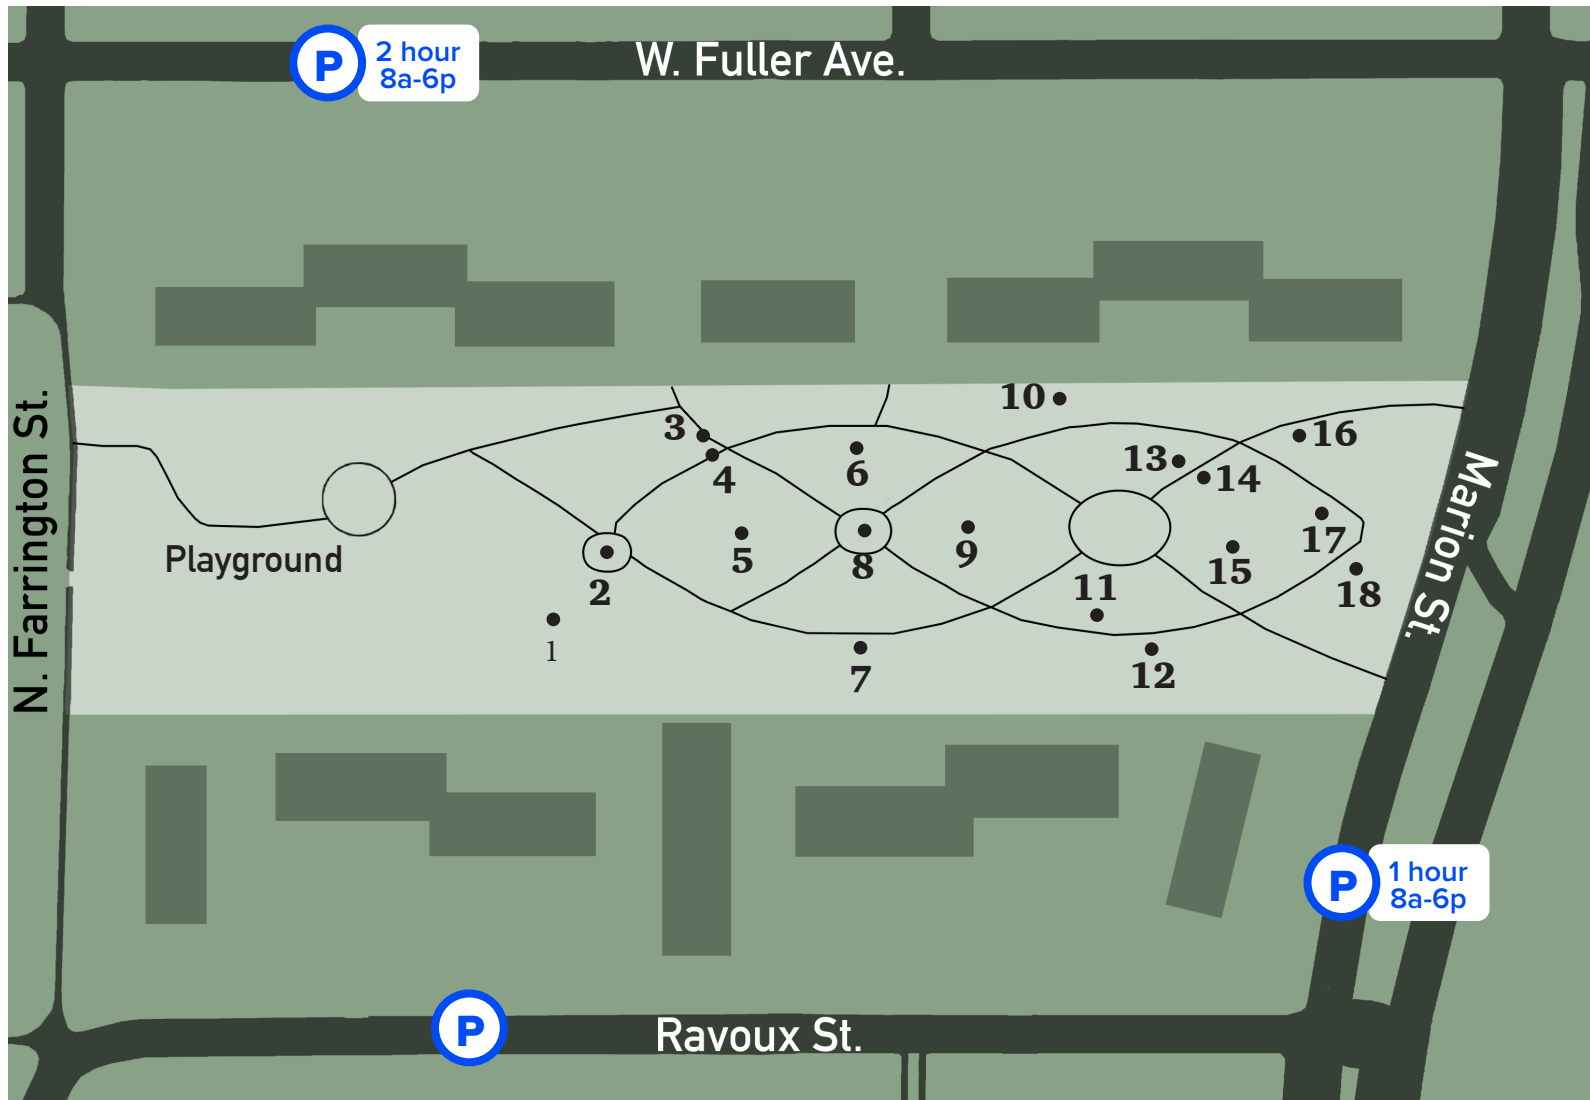 P
2 hour
8a-6p
W. Fuller Ave.
10
3
16
4
6
13
14
N. Farrington St.
Marion St.
Playground
2
5
8
9
17
15
11
18
1
7
12
P
1 hour
8a-6p
P
Ravoux St.